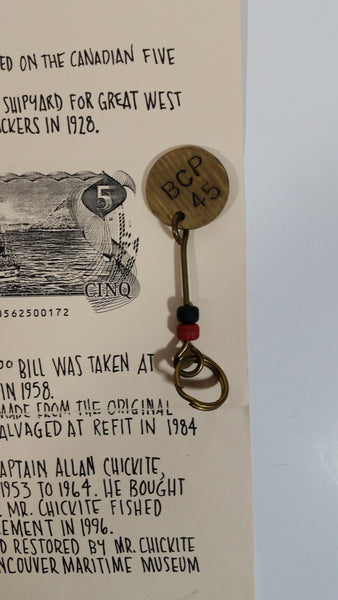 ED ON THE CANADIAN FIVE
SHIPYARD FOR GREAT WEST
CKERS IN 1928.
BCP
45
5
CINQ
562500172
00 BILL WAS TAKEN AT
IN 1958.
MADE FROM THE ORIGINAL
ALVAGED AT REFIT IN 1984
APTAIN ALLAN CHICKITE,
1953 TO 1964. HE BOUGHT
. MR. CHICKITE FISHED
EMENT IN 1996.
D RESTORED BY MR. CHICKITE
NCOUVER MARITIME MUSEUM